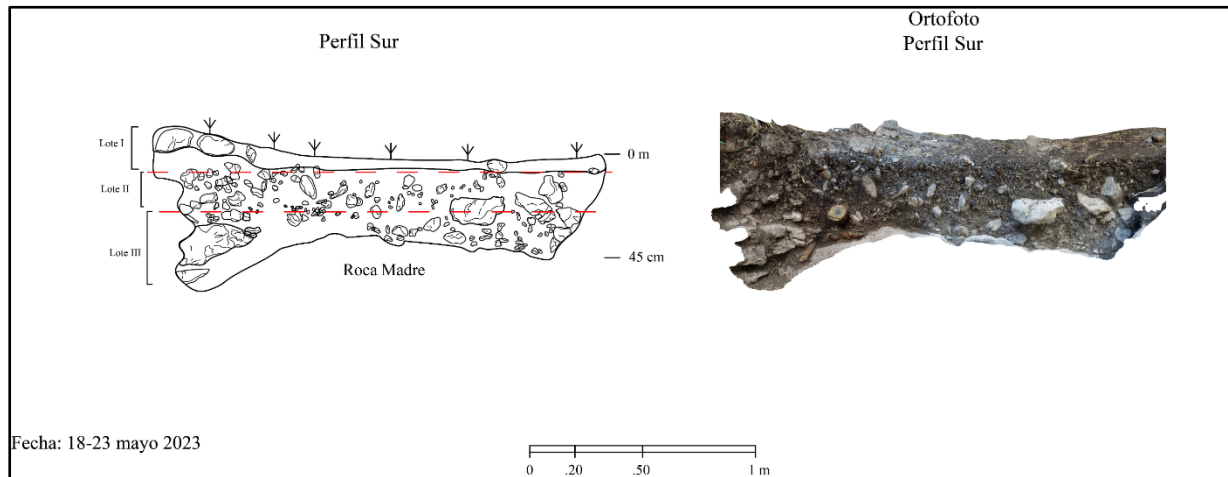 Perfil Sur
Ortofoto
Perfil Sur
Lote I
0 m
Lote II
Lote III
45 cm
Roca Madre
Fecha: 18-23 mayo 2023
0 .20 .50 1 m